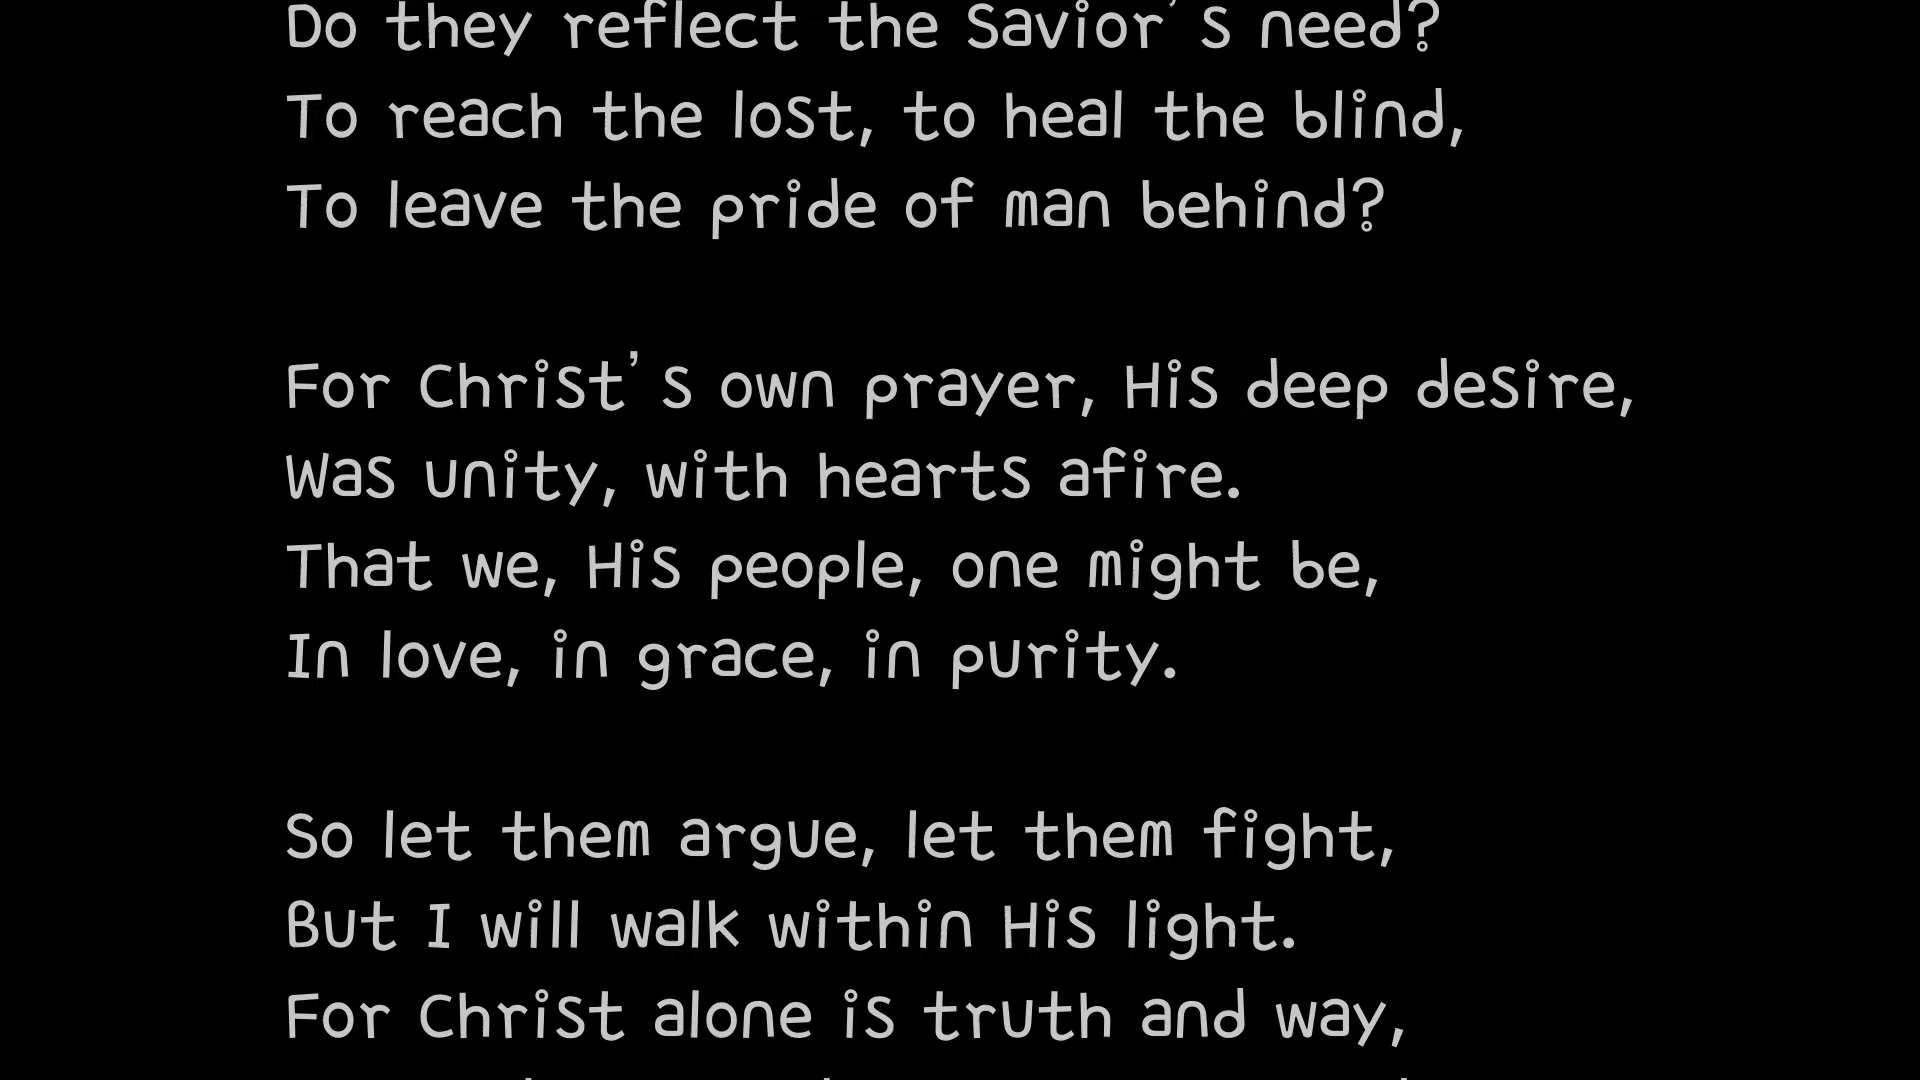 Do they reflect the Savior's need?
To reach the lost, to heal the blind,
To leave the pride of man behind?
For Christ's own prayer, His deep desire,
Was unity, with hearts afire.
That we, His people, one might be,
In love, in grace, in purity.
So let them argue, let them fight,
But I will walk within His light.
For Christ alone is truth and way,